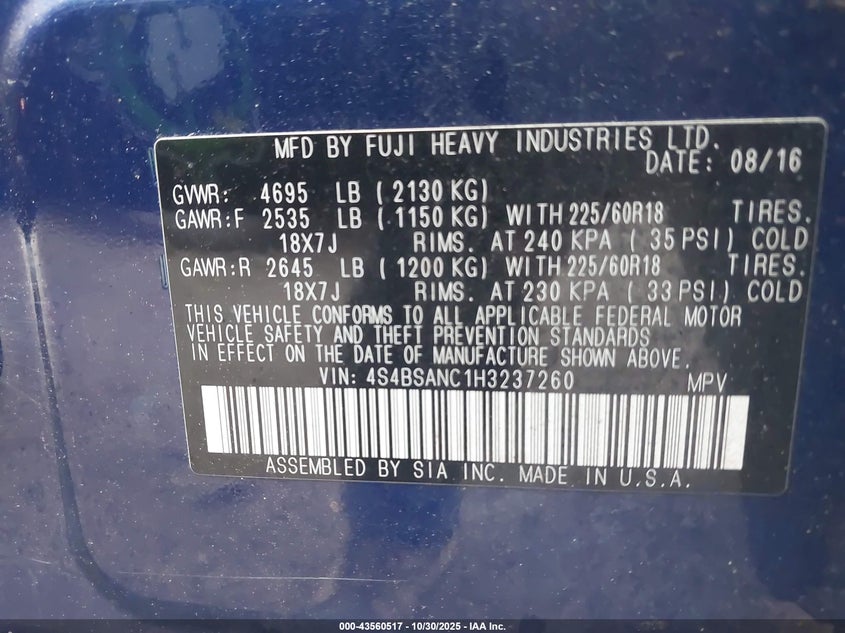 MFD BY FUJI HEAVY INDUSTRIES LTD.
DATE: 08/16
GVWR: 4695 LB ( 2130 KG)
GAWR:F 2535 LB ( 1150 KG) WITH 225/60R18 TIRES.
18X7J RIMS. AT 240 KPA ( 35 PSI) COLD
GAWR:R 2645 LB ( 1200 KG) WITH 225/60R18 TIRES.
18X7J RIMS. AT 230 KPA ( 33 PSI) COLD
THIS VEHICLE CONFORMS TO ALL APPLICABLE FEDERAL MOTOR
VEHICLE SAFETY AND THEFT PREVENTION STANDARDS
IN EFFECT ON THE DATE OF MANUFACTURE SHOWN ABOVE.
VIN: 4S4BSANC1H3237260 MPV
ASSEMBLED BY SIA INC. MADE IN U.S.A.
000-43560517 - 10/30/2025 - IAA Inc.